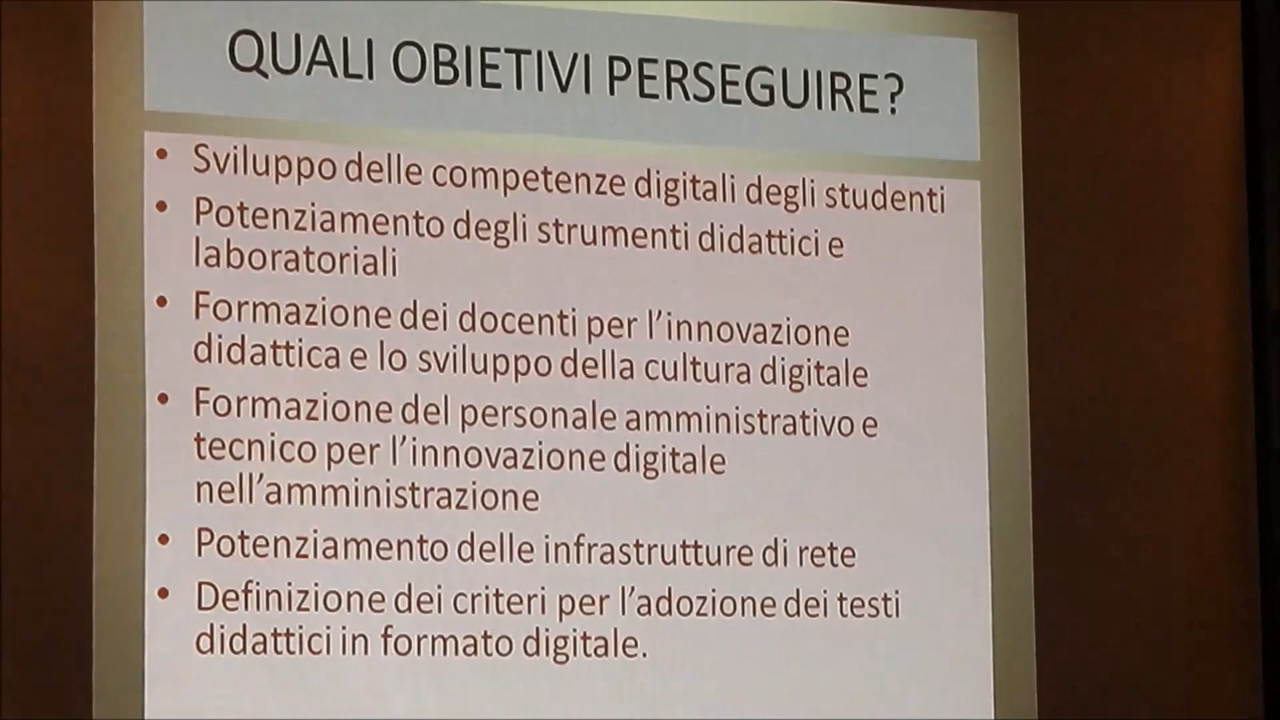 QUALI OBIETIVI PERSEGUIRE?
• Sviluppo delle competenze digitali degli studenti
• Potenziamento degli strumenti didattici e
laboratoriali
• Formazione dei docenti per l'innovazione
didattica e lo sviluppo della cultura digitale
• Formazione del personale amministrativo e
tecnico per l'innovazione digitale
nell'amministrazione
• Potenziamento delle infrastrutture di rete
• Definizione dei criteri per l'adozione dei testi
didattici in formato digitale.